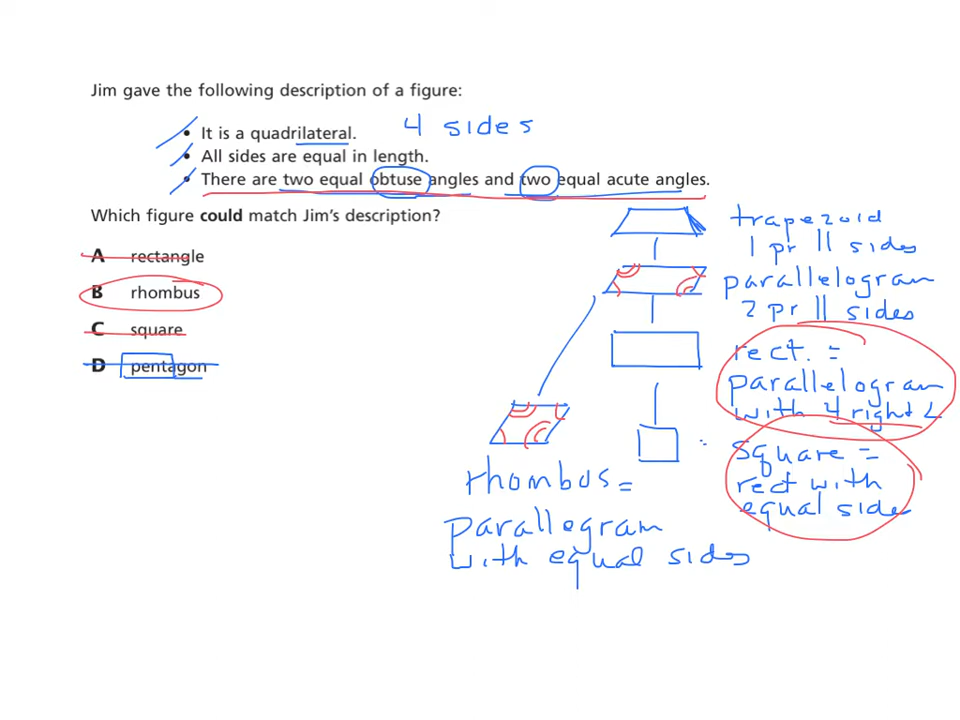 Jim gave the following description of a figure:
• It is a quadrilateral. 4 sides
• All sides are equal in length.
• There are two equal obtuse angles and two equal acute angles.
Which figure could match Jim's description?
A rectangle
B rhombus
C square
D pentagon
trapezoid
1 pr || sides
parallelogram
2 pr || sides
rect. =
parallelogram
with 4 right <
square =
rect with
equal sides
rhombus =
parallegram
with equal sides